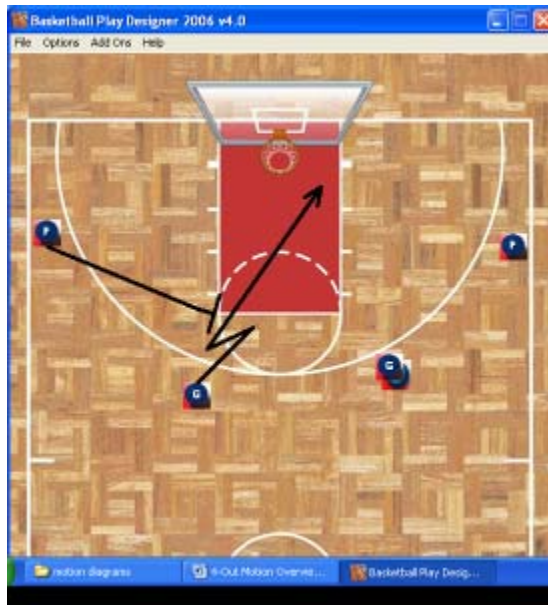 Basketball Play Designer 2006 v4.0
File Options Add Ons Help
F
F
G
G
motion diagrams 4-Out Motion Overvie... Basketball Play Desig...